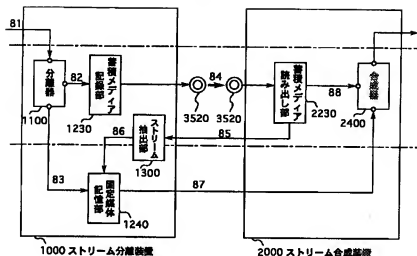 81
分離器
1100
82
蓄積メディア
記録部
1230
84
3520
3520
蓄積メディア
読み出し部
2230
88
合成器
2400
ストリーム
抽出部
1300
85
86
83
固定媒体
記憶部
1240
87
1000 ストリーム分離装置
2000 ストリーム合成装置